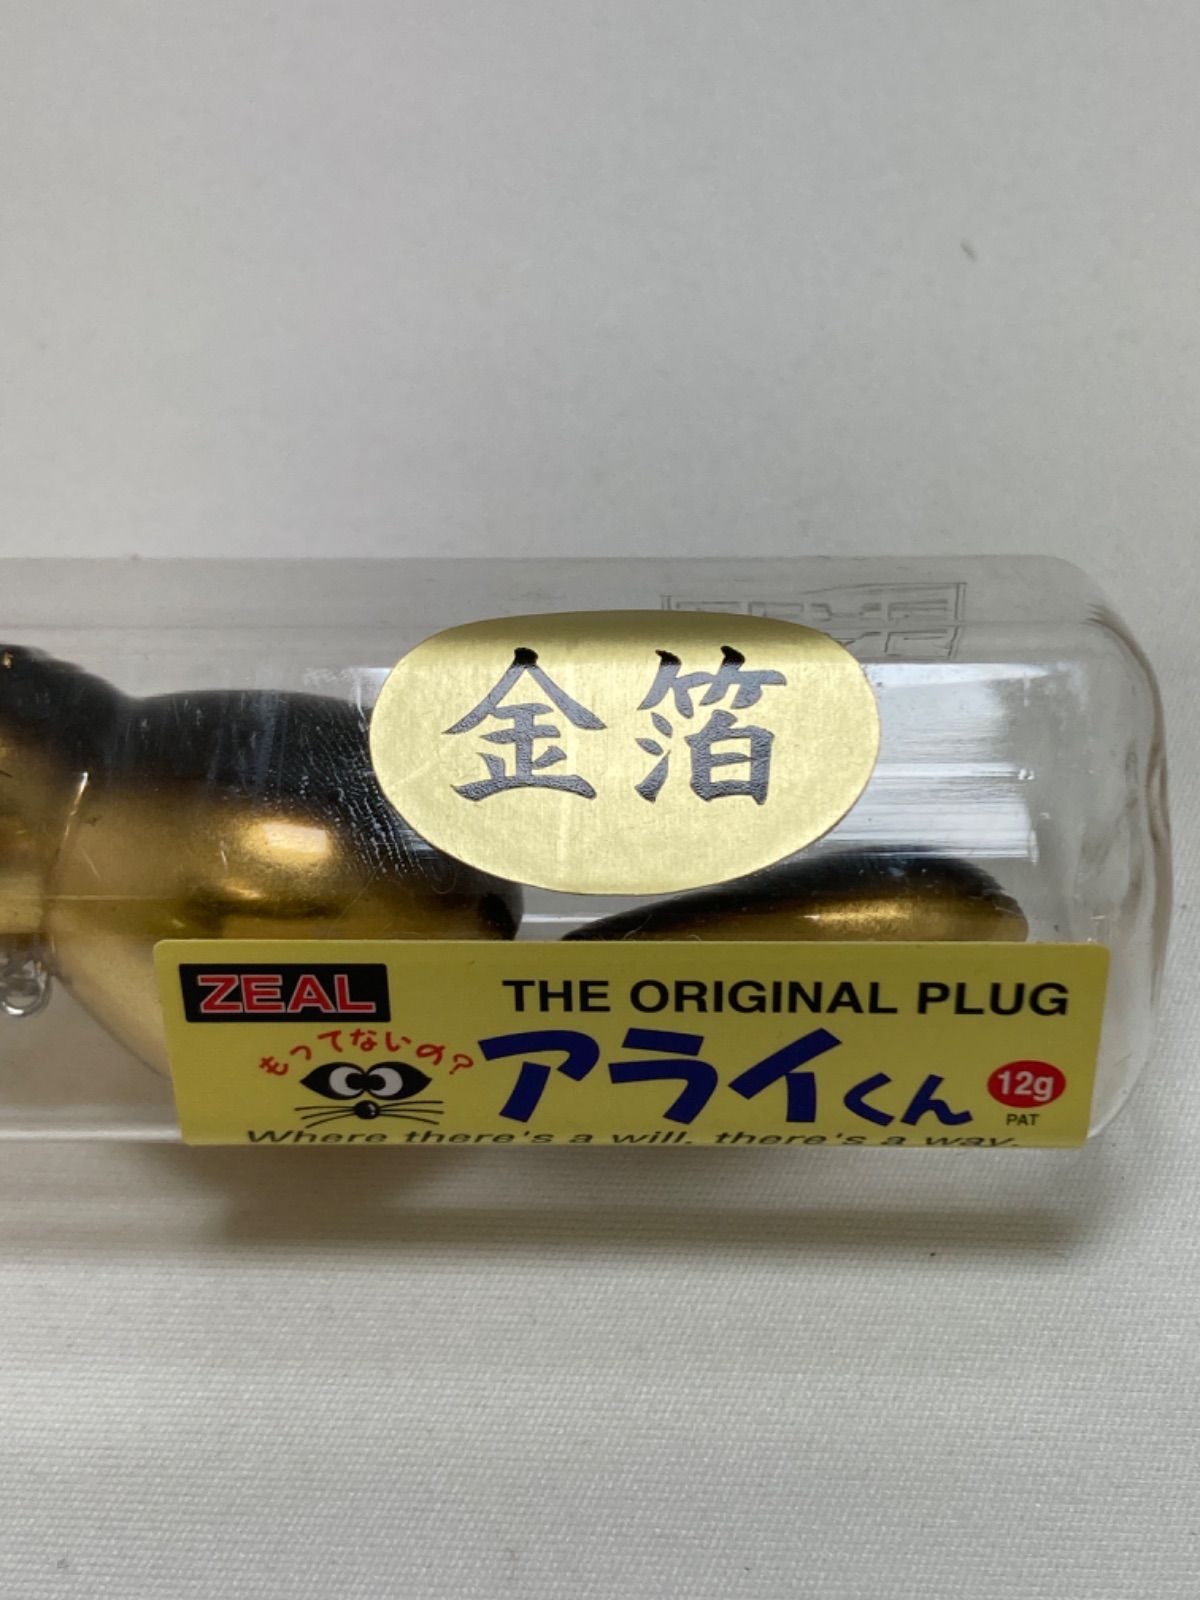 金箔
ZEAL
THE ORIGINAL PLUG
もってないの?
アライくん
12g
PAT
Where there's a will, there's a way.